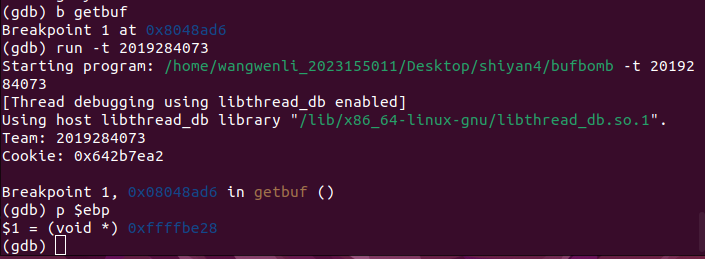 (gdb) b getbuf
Breakpoint 1 at 0x8048ad6
(gdb) run -t 2019284073
Starting program: /home/wangwenli_2023155011/Desktop/shiyan4/bufbomb -t 20192
84073
[Thread debugging using libthread_db enabled]
Using host libthread_db library "/lib/x86_64-linux-gnu/libthread_db.so.1".
Team: 2019284073
Cookie: 0x642b7ea2
Breakpoint 1, 0x08048ad6 in getbuf ()
(gdb) p $ebp
$1 = (void *) 0xffffbe28
(gdb)